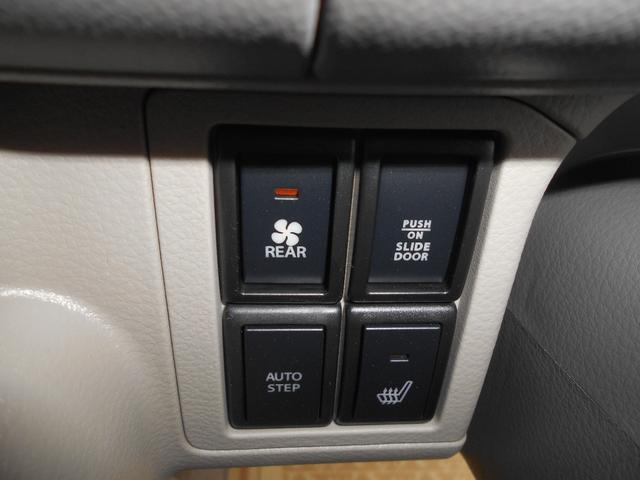 REAR
PUSH
ON
SLIDE
DOOR
AUTO
STEP